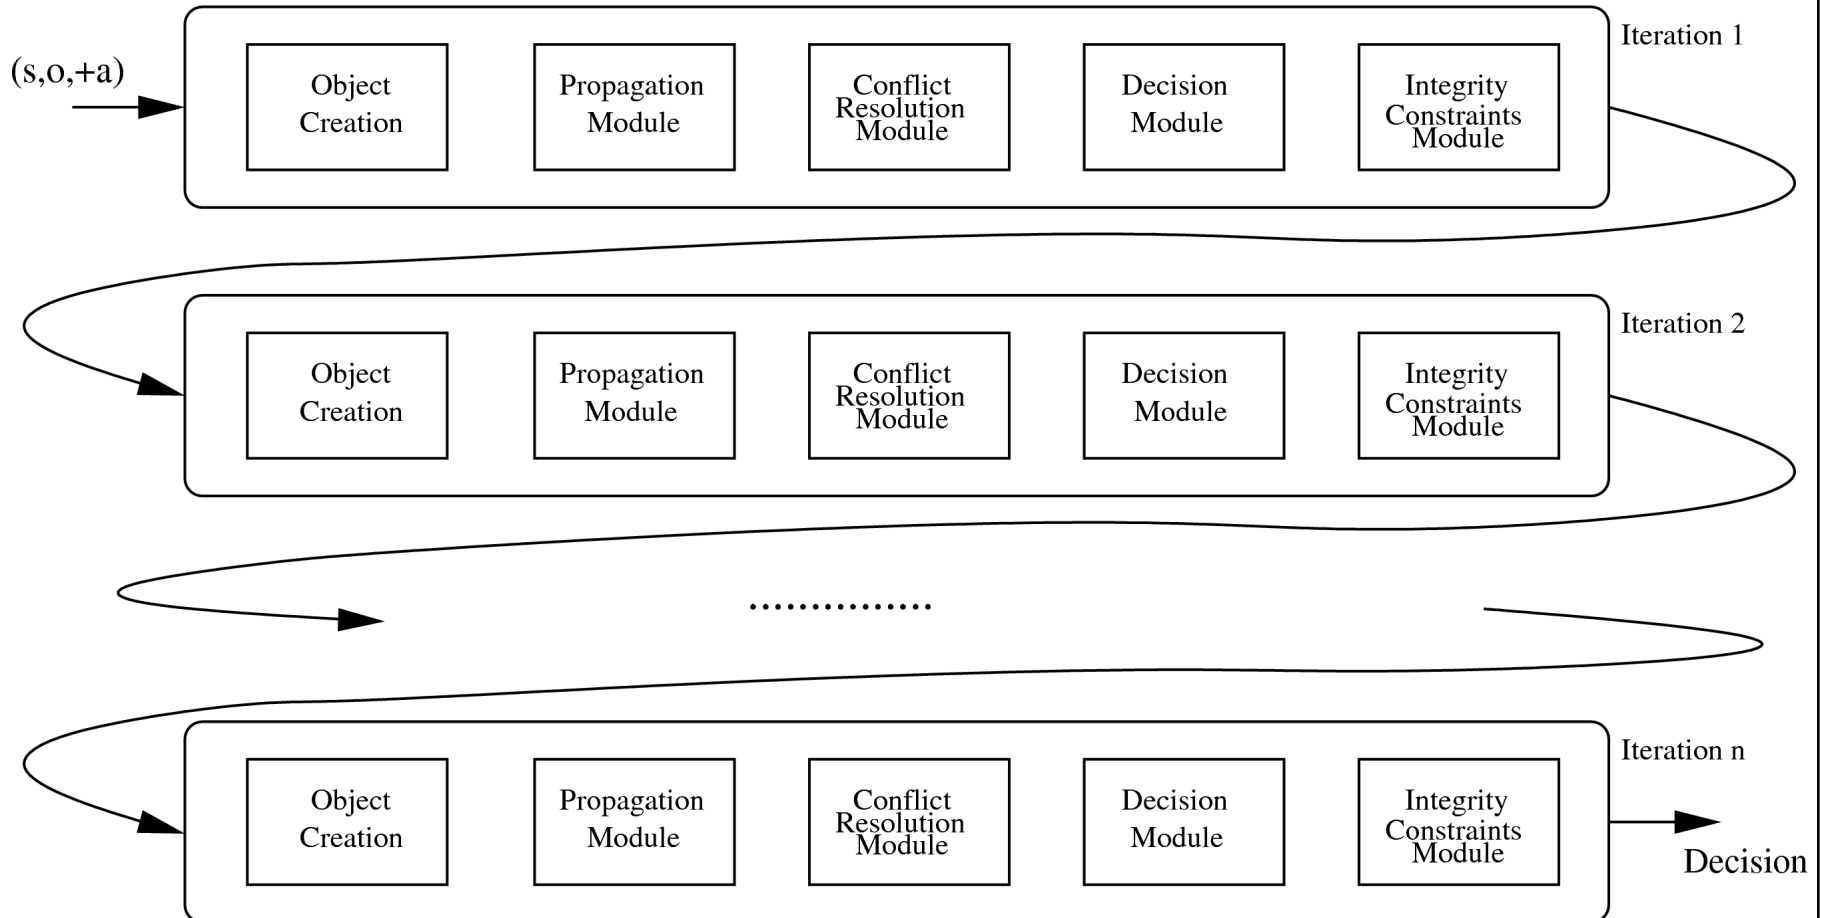 (s,o,+a)
Iteration 1
Object
Creation
Propagation
Module
Conflict
Resolution
Module
Decision
Module
Integrity
Constraints
Module
Iteration 2
Object
Creation
Propagation
Module
Conflict
Resolution
Module
Decision
Module
Integrity
Constraints
Module
...............
Iteration n
Object
Creation
Propagation
Module
Conflict
Resolution
Module
Decision
Module
Integrity
Constraints
Module
Decision